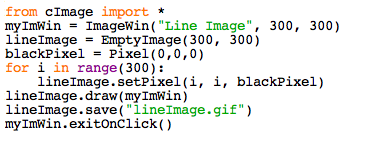 from cImage import *
myImWin = ImageWin("Line Image", 300, 300)
lineImage = EmptyImage(300, 300)
blackPixel = Pixel(0,0,0)
for i in range(300):
    lineImage.setPixel(i, i, blackPixel)
lineImage.draw(myImWin)
lineImage.save("lineImage.gif")
myImWin.exitOnClick()